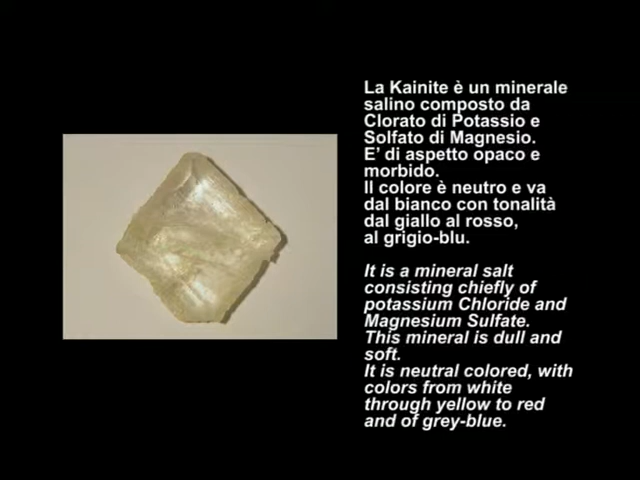 La Kainite è un minerale
salino composto da
Clorato di Potassio e
Solfato di Magnesio.
E' di aspetto opaco e
morbido.
Il colore è neutro e va
dal bianco con tonalità
dal giallo al rosso,
al grigio-blu.
It is a mineral salt
consisting chiefly of
potassium Chloride and
Magnesium Sulfate.
This mineral is dull and
soft.
It is neutral colored, with
colors from white
through yellow to red
and of grey-blue.